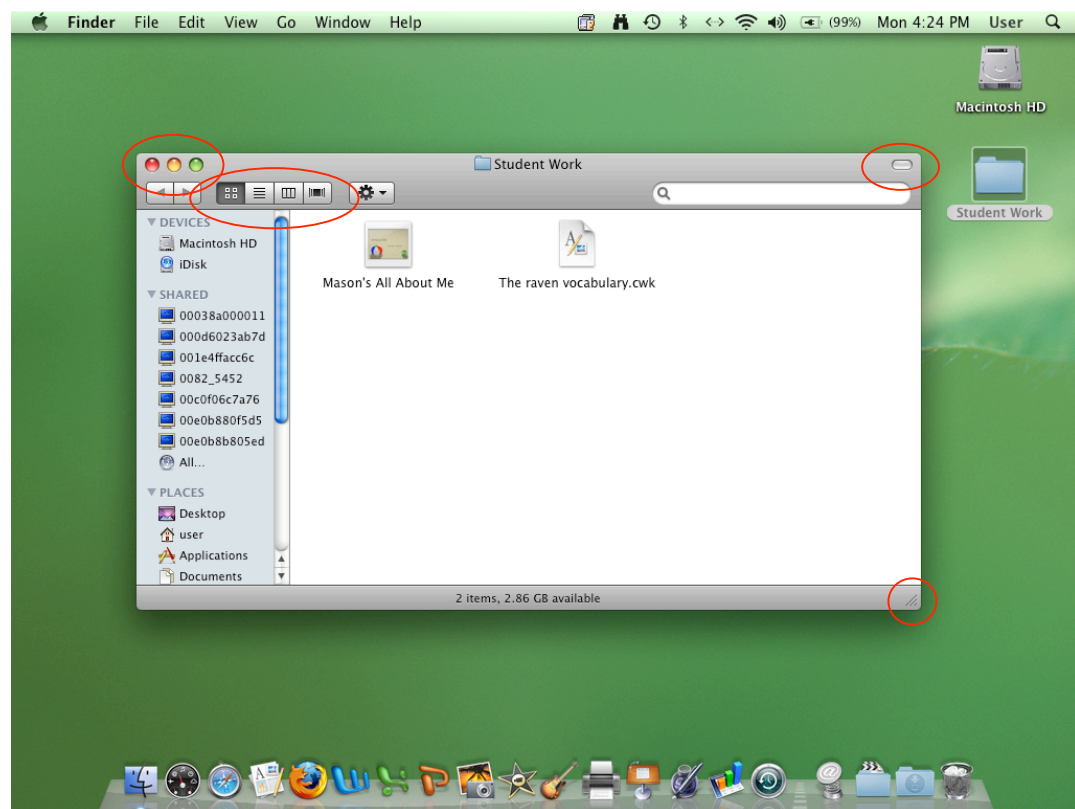 Finder File Edit View Go Window Help (99%) Mon 4:24 PM User
Macintosh HD
Student Work
Student Work
DEVICES
Macintosh HD
iDisk
SHARED
00038a000011
000d6023ab7d
001e4ffacc6c
0082_5452
00c0f06c7a76
00e0b880f5d5
00e0b8b805ed
All...
PLACES
Desktop
user
Applications
Documents
Mason's All About Me
The raven vocabulary.cwk
2 items, 2.86 GB available